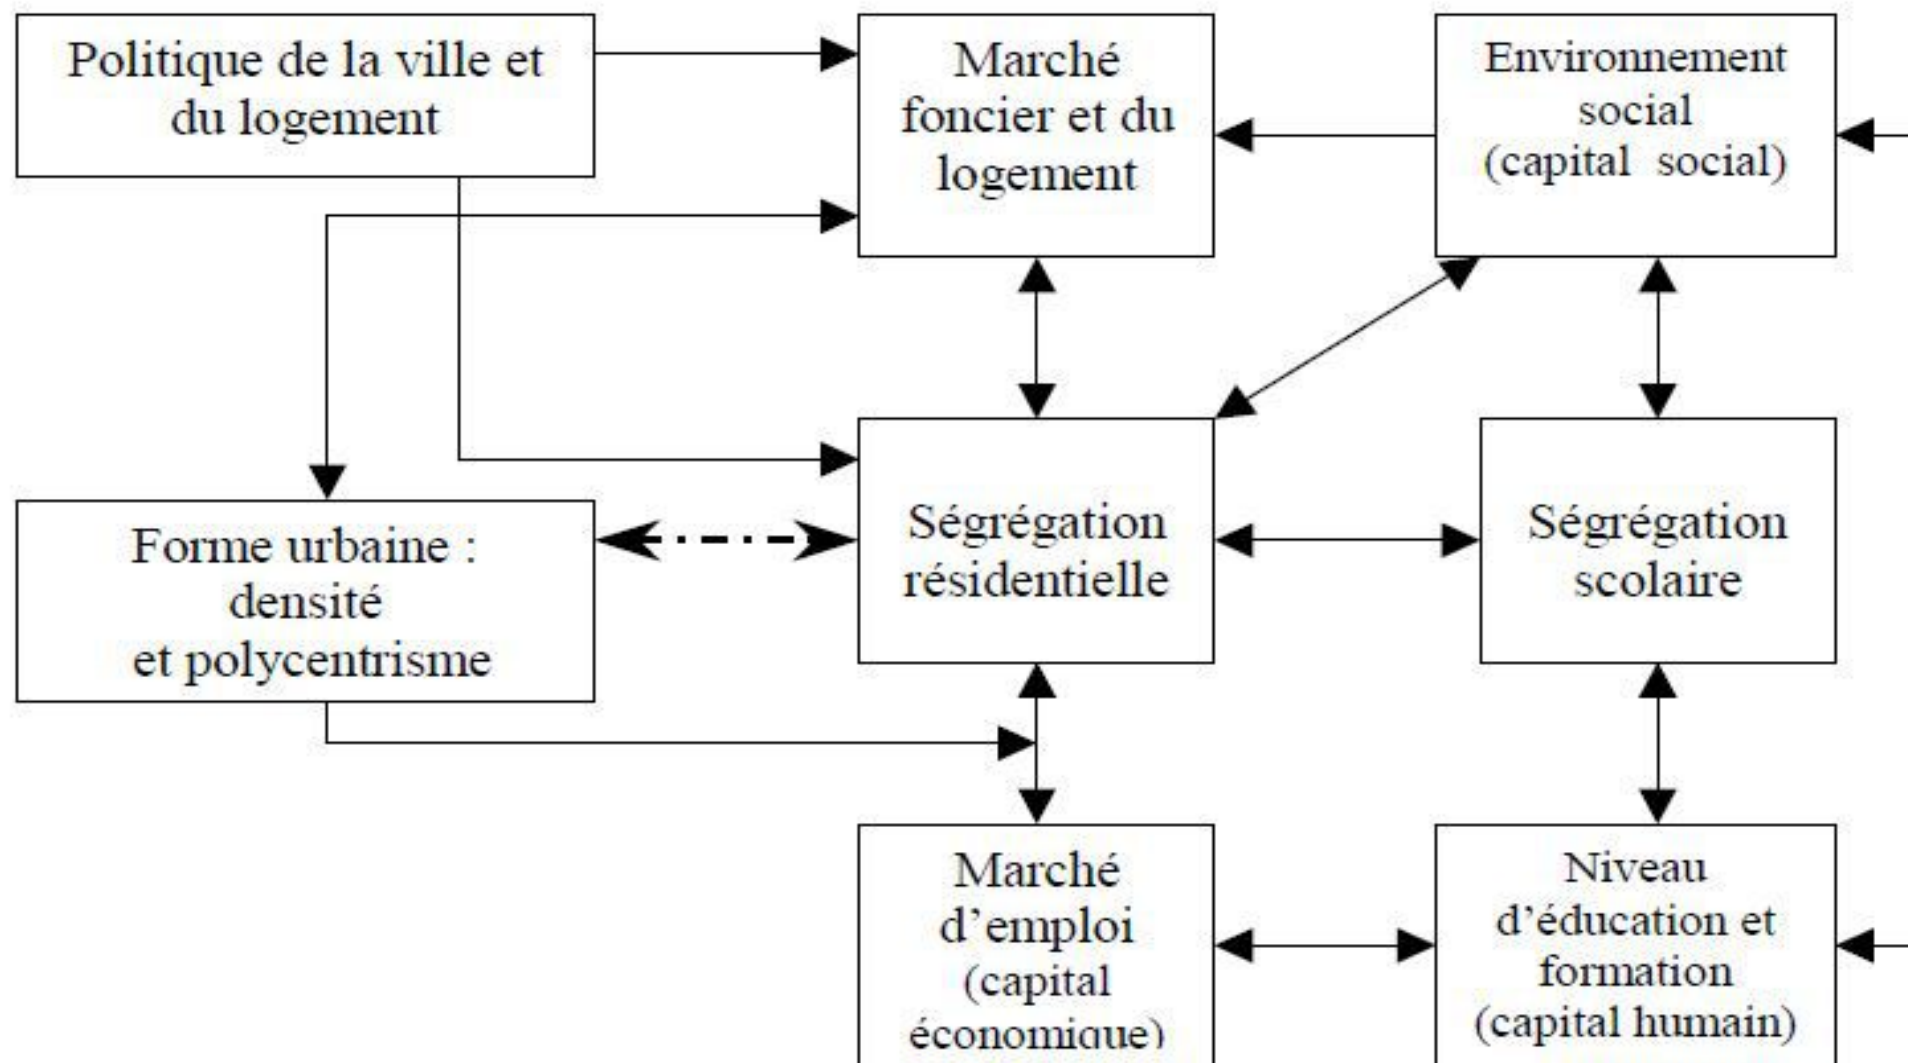 Politique de la ville et
du logement
Marché
foncier et du
logement
Environnement
social
(capital social)
Forme urbaine :
densité
et polycentrisme
Ségrégation
résidentielle
Ségrégation
scolaire
Marché
d’emploi
(capital
économique)
Niveau
d’éducation et
formation
(capital humain)